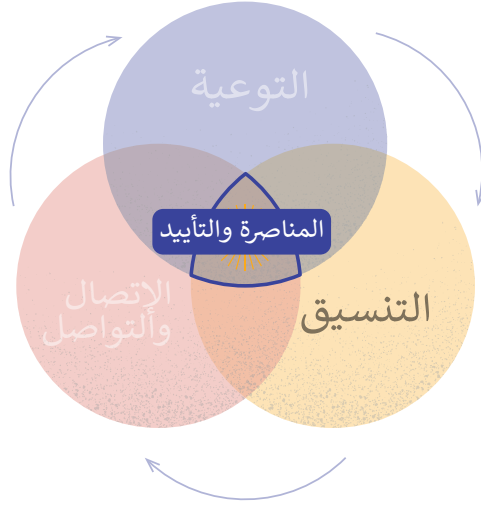 التوعية
المناصرة والتأييد
التنسيق
الاتصال
والتواصل